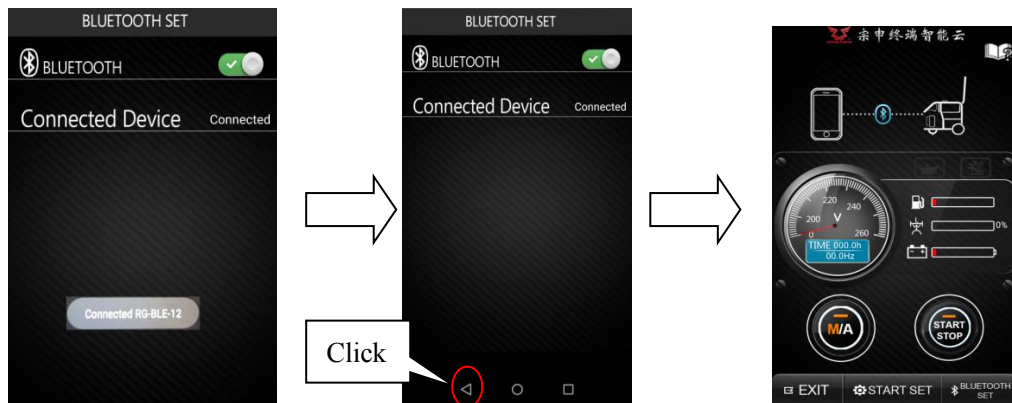 BLUETOOTH SET
BLUETOOTH
Connected Device Connected
Connected RG-BLE-12
BLUETOOTH SET
BLUETOOTH
Connected Device Connected
Click
宗申终端智能云
?
220
240
200
V
0
260
TIME 000.0h
00.0Hz
0%
M/A
START
STOP
EXIT
START SET
BLUETOOTH
SET